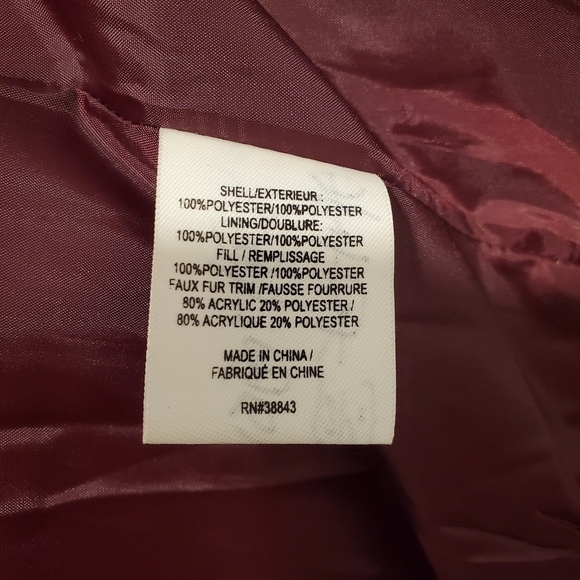 SHELL/EXTERIEUR :
100%POLYESTER/100%POLYESTER
LINING/DOUBLURE:
100%POLYESTER/100%POLYESTER
FILL / REMPLISSAGE
100%POLYESTER /100%POLYESTER
FAUX FUR TRIM /FAUSSE FOURRURE
80% ACRYLIC 20% POLYESTER /
80% ACRYLIQUE 20% POLYESTER
MADE IN CHINA /
FABRIQUÉ EN CHINE
RN#38843